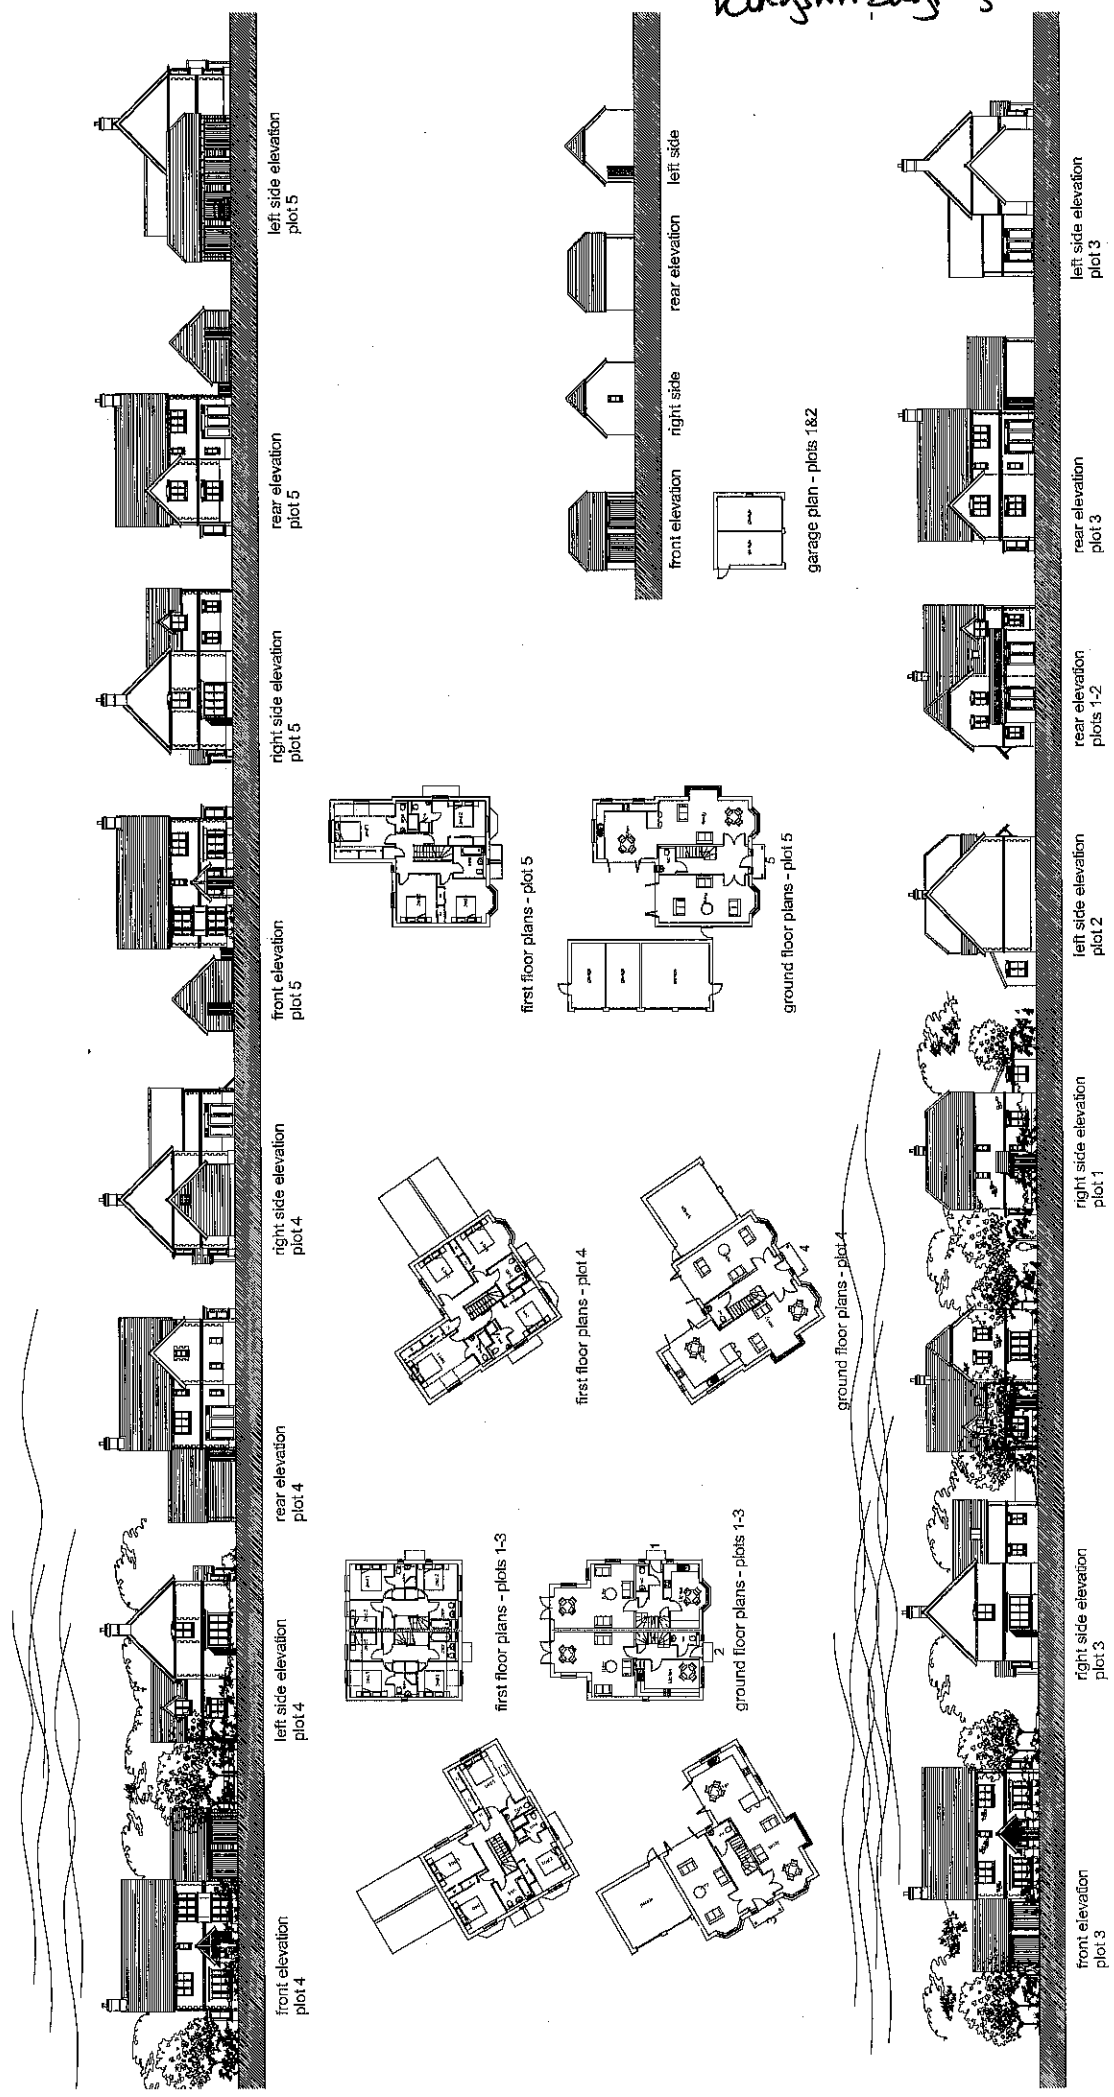 front elevation
plot 4
left side elevation
plot 4
rear elevation
plot 4
right side elevation
plot 4
front elevation
plot 5
right side elevation
plot 5
rear elevation
plot 5
left side elevation
plot 5
first floor plans - plots 1-3
first floor plans - plot 4
first floor plans - plot 5
front elevation
right side
rear elevation
left side
3
2
1
ground floor plans - plots 1-3
4
ground floor plans - plot 4
5
ground floor plans - plot 5
garage plan - plots 1&2
front elevation
plot 3
right side elevation
plot 3
right side elevation
plot 1
left side elevation
plot 2
rear elevation
plots 1-2
rear elevation
plot 3
left side elevation
plot 3